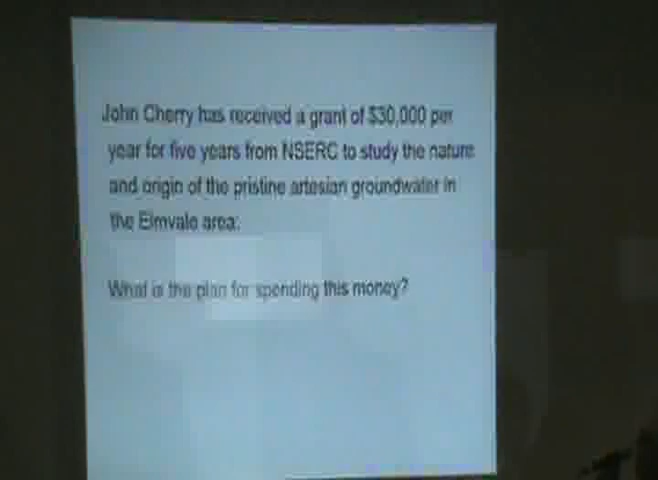 John Cherry has received a grant of $30,000 per
year for five years from NSERC to study the nature
and origin of the pristine artesian groundwater in
the Elmvale area.
What is the plan for spending this money?